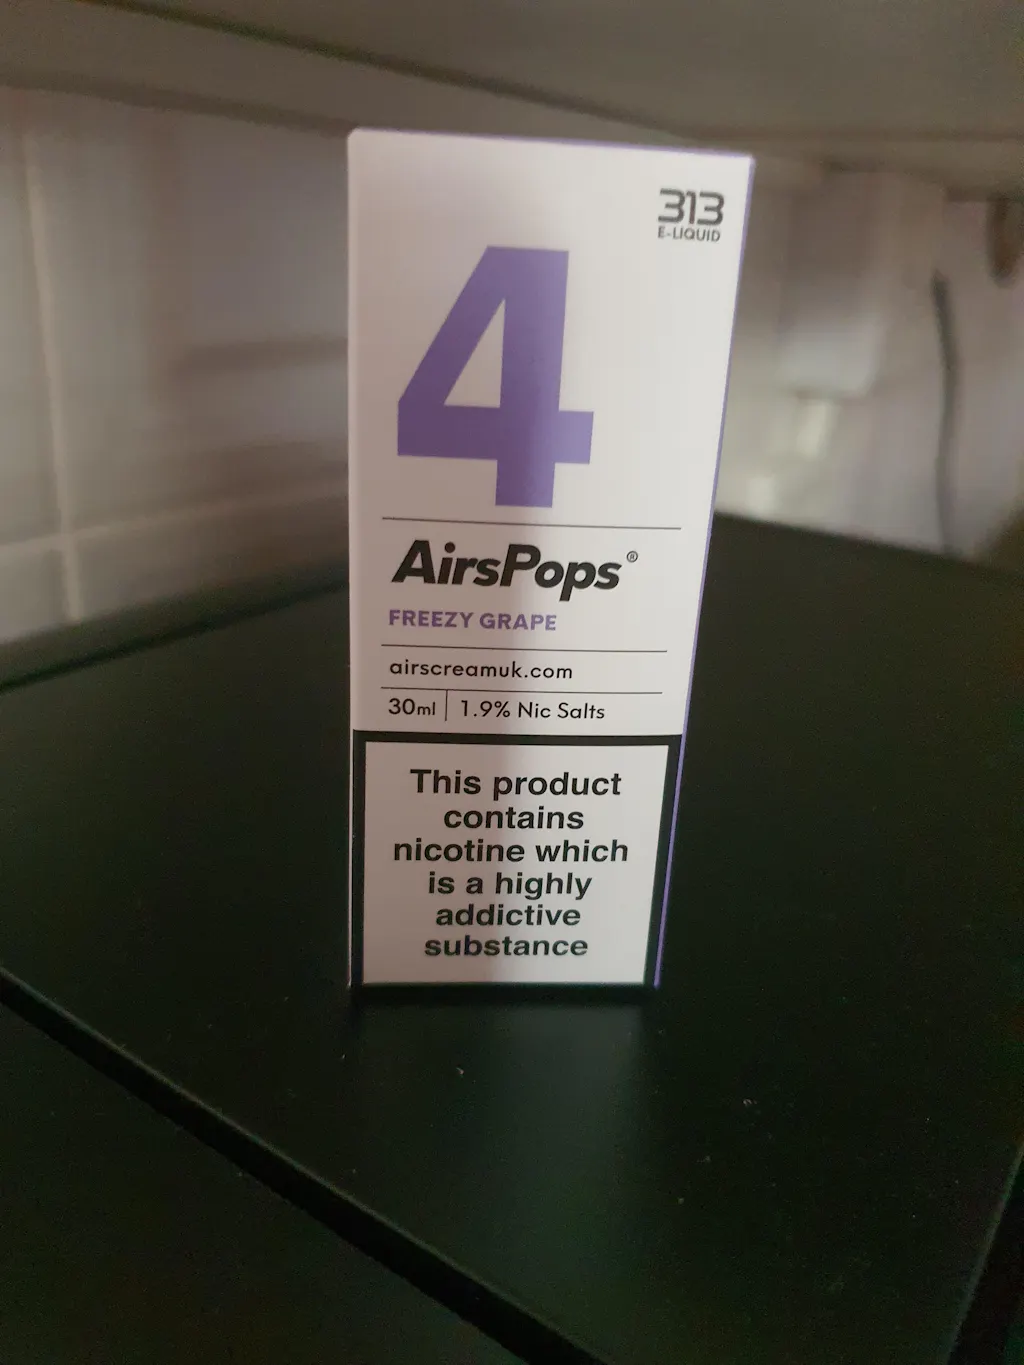 313
E-LIQUID
4
AirsPops®
FREEZY GRAPE
airscreamuk.com
30ml | 1.9% Nic Salts
This product
contains
nicotine which
is a highly
addictive
substance